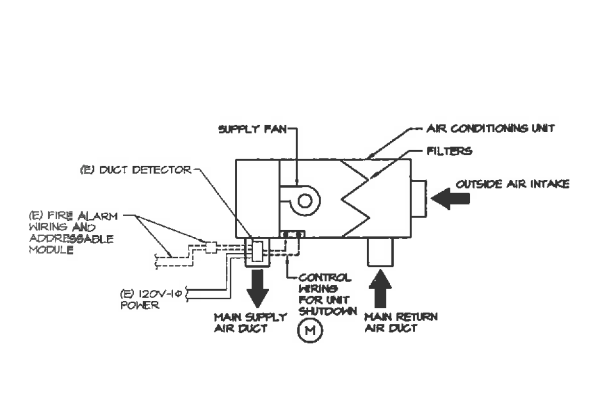 SUPPLY FAN
AIR CONDITIONING UNIT
FILTERS
(E) DUCT DETECTOR
OUTSIDE AIR INTAKE
(E) FIRE ALARM
WIRING AND
ADDRESSABLE
MODULE
CONTROL
WIRING
FOR UNIT
SHUTDOWN
(E) 120V-1Φ
POWER
MAIN SUPPLY
AIR DUCT
M
MAIN RETURN
AIR DUCT